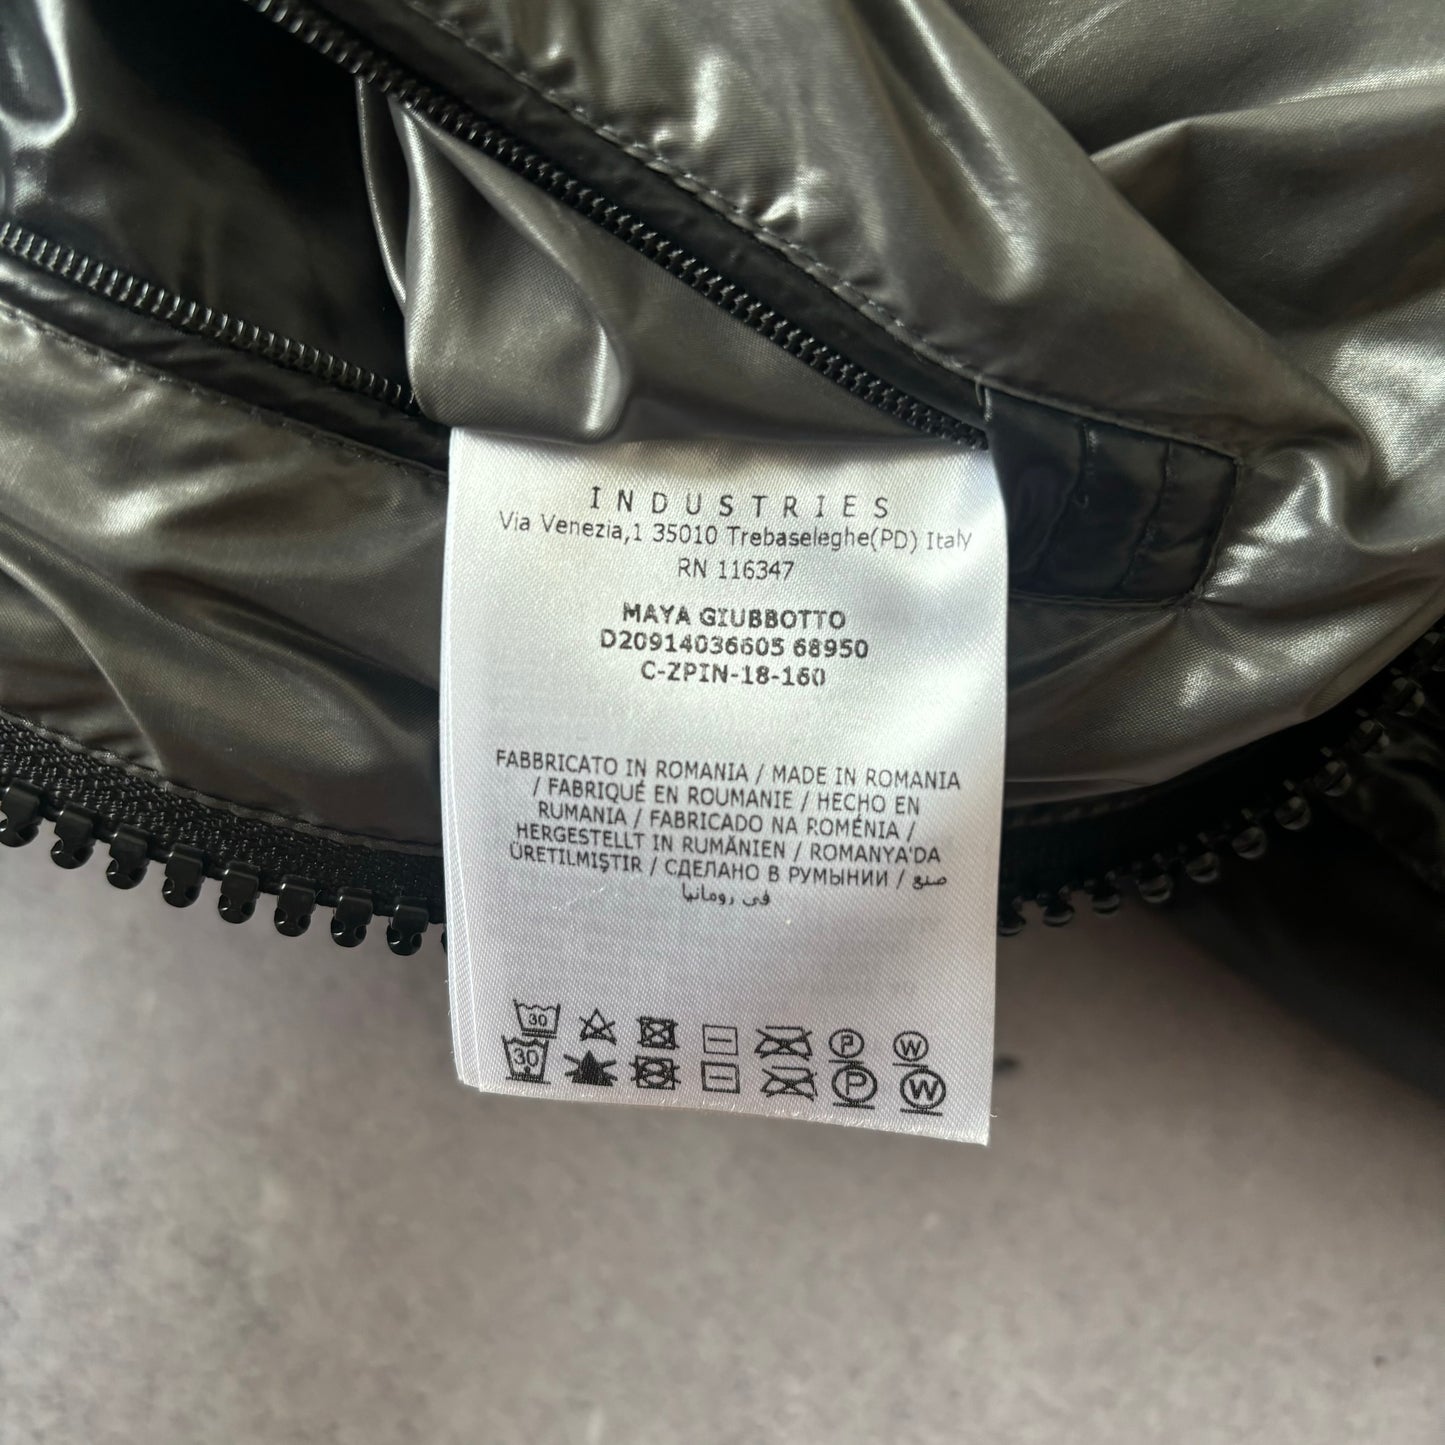 INDUSTRIES
Via Venezia,1 35010 Trebaseleghe(PD) Italy
RN 116347
MAYA GIUBBOTTO
D20914036605 68950
C-ZPIN-18-160
FABBRICATO IN ROMANIA / MADE IN ROMANIA
/ FABRIQUÉ EN ROUMANIE / HECHO EN
RUMANIA / FABRICADO NA ROMÉNIA /
HERGESTELLT IN RUMÄNIEN / ROMANYA'DA
ÜRETILMIŞTIR / СДЕЛАНО В РУМЫНИИ / صنع
في رومانيا
30 P W
30 P W